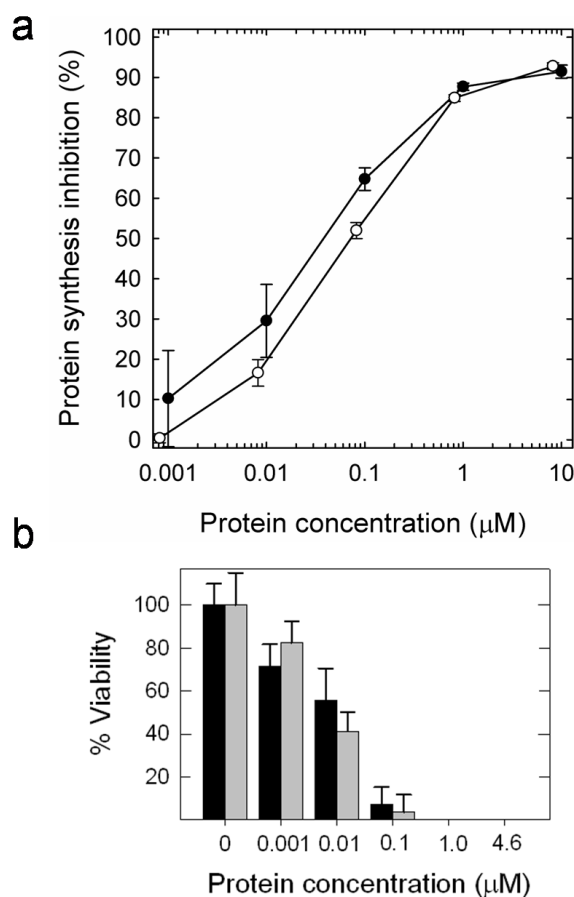 a
Protein synthesis inhibition (%)
100
90
80
70
60
50
40
30
20
10
0
0.001 0.01 0.1 1 10
Protein concentration (μM)
b
% Viability
100
80
60
40
20
0 0.001 0.01 0.1 1.0 4.6
Protein concentration (μM)